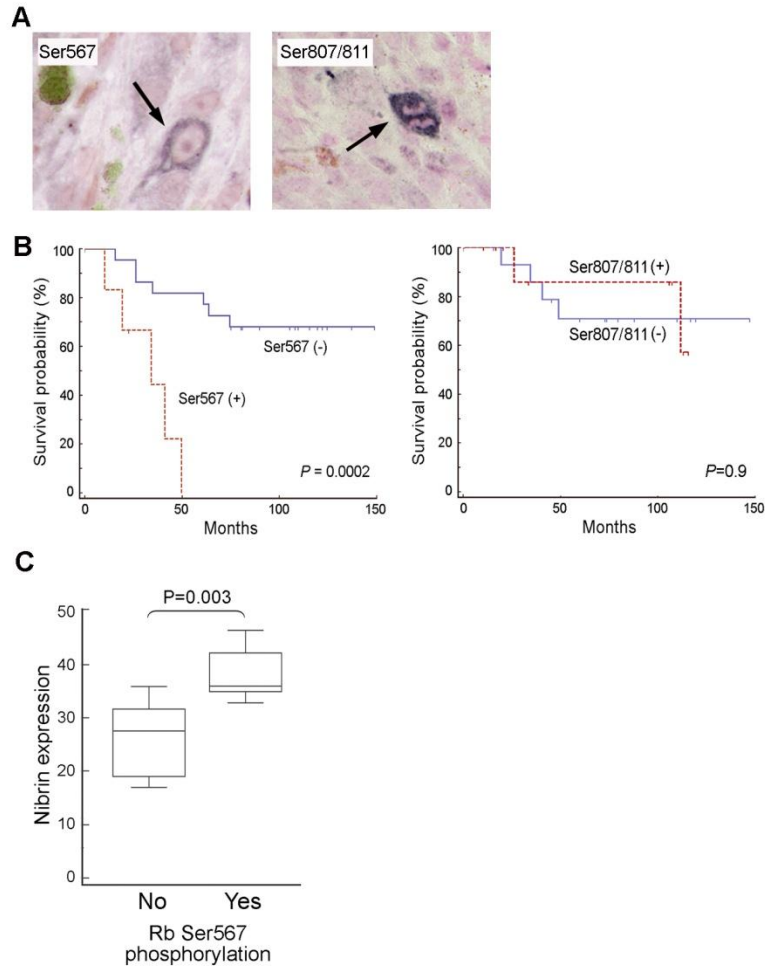 A
Ser567
Ser807/811
B
Survival probability (%)
100
80
60
40
20
0
Ser567 (-)
Ser567 (+)
P = 0.0002
0
50
100
150
Months
Survival probability (%)
100
80
60
40
20
0
Ser807/811 (+)
Ser807/811 (-)
P=0.9
0
50
100
150
Months
C
P=0.003
Nibrin expression
50
40
30
20
10
0
No
Yes
Rb Ser567
phosphorylation